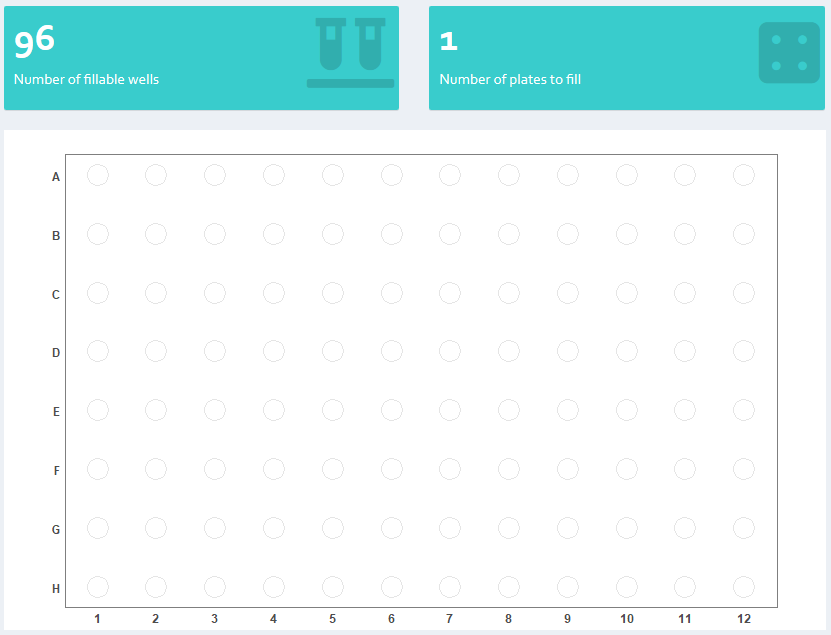 96
Number of fillable wells
1
Number of plates to fill
A
B
C
D
E
F
G
H
1 2 3 4 5 6 7 8 9 10 11 12